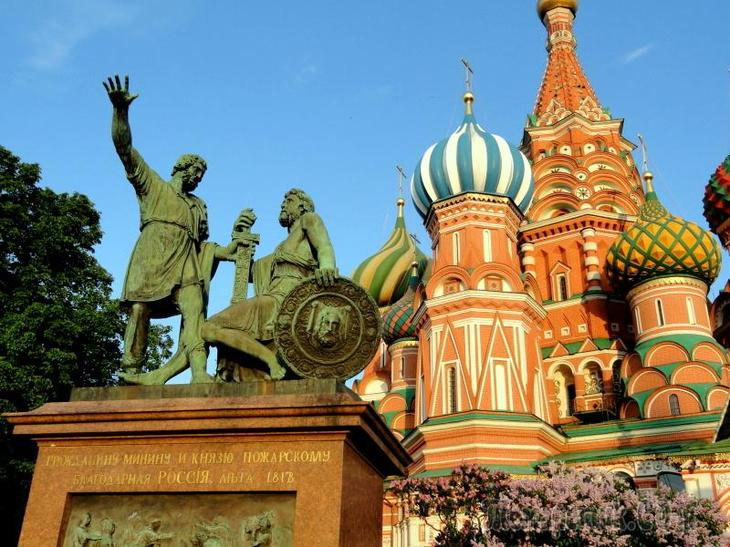 ГРАЖДАНИНУ МИНИНУ И КНЯЗЮ ПОЖАРСКОМУ
БЛАГОДАРНАЯ РОССІЯ. ЛѢТА 1818